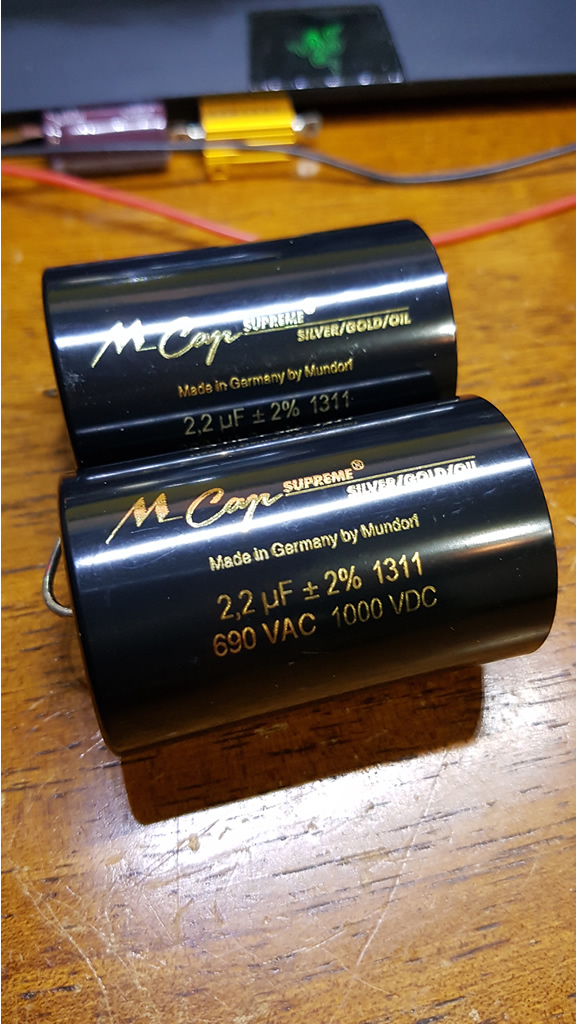 M-Cap SUPREME®
SILVER/GOLD/OIL
Made in Germany by Mundorf
2,2 µF ± 2% 1311
M-Cap SUPREME®
SILVER/GOLD/OIL
Made in Germany by Mundorf
2,2 µF ± 2% 1311
690 VAC 1000 VDC